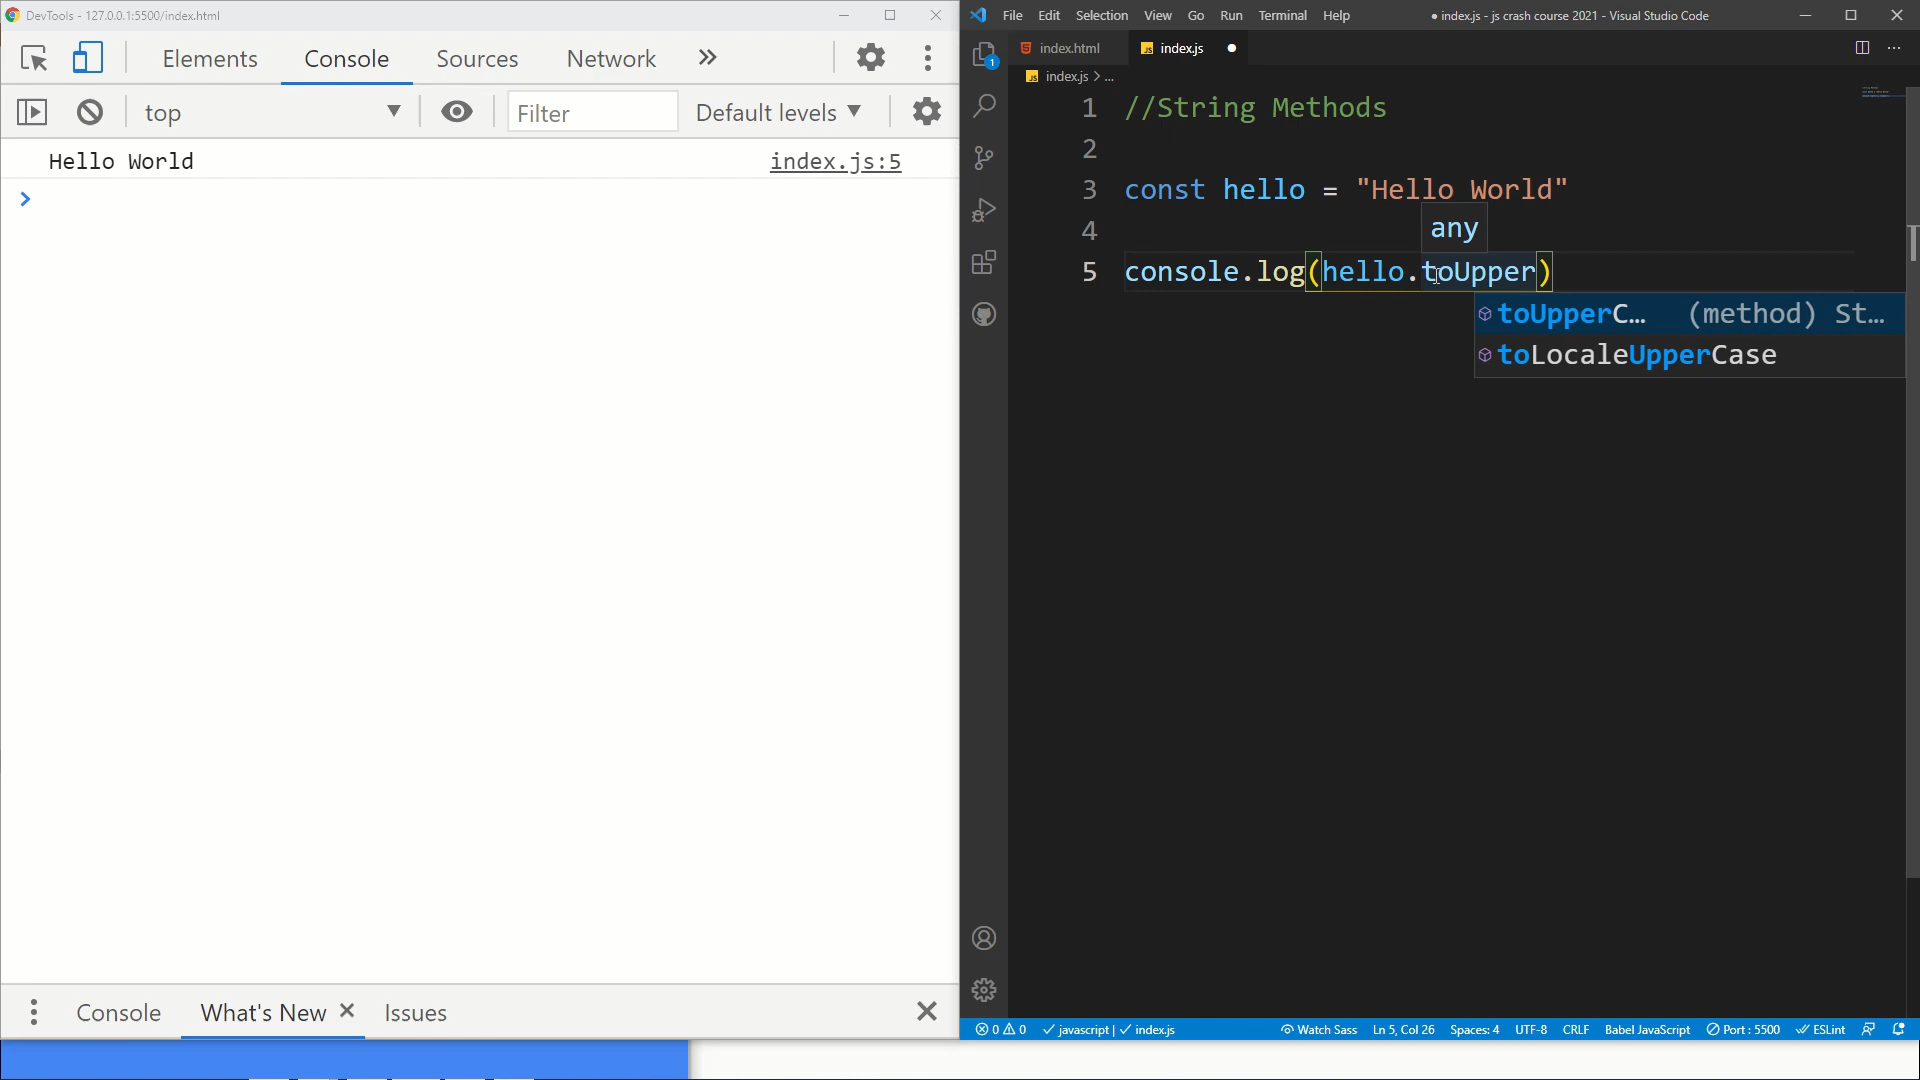 DevTools - 127.0.0.1:5500/index.html
Elements Console Sources Network
top Filter Default levels
Hello World index.js:5
Console What's New Issues
File Edit Selection View Go Run Terminal Help ● index.js - js crash course 2021 - Visual Studio Code
index.html JS index.js
JS index.js > ...
1 //String Methods
2
3 const hello = "Hello World"
any
4
5 console.log(hello.toUpper)
toUpperC... (method) St...
toLocaleUpperCase
1
0 0 javascript | index.js Watch Sass Ln 5, Col 26 Spaces: 4 UTF-8 CRLF Babel JavaScript Port : 5500 ESLint